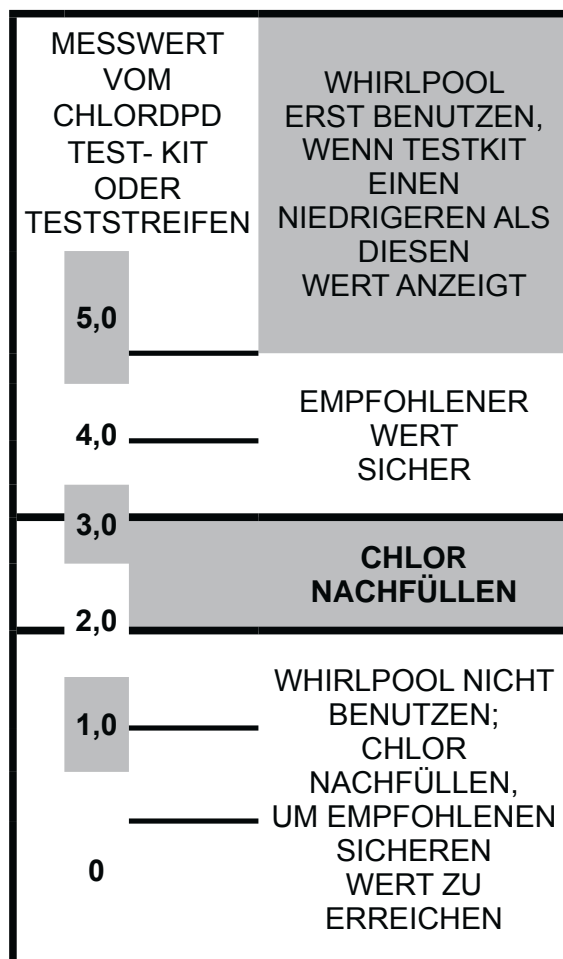 MESSWERT
VOM
CHLORDPD
TEST- KIT
ODER
TESTSTREIFEN
WHIRLPOOL
ERST BENUTZEN,
WENN TESTKIT
EINEN
NIEDRIGEREN ALS
DIESEN
WERT ANZEIGT
5,0
4,0
EMPFOHLENER
WERT
SICHER
3,0
CHLOR
NACHFÜLLEN
2,0
1,0
WHIRLPOOL NICHT
BENUTZEN;
CHLOR
NACHFÜLLEN,
UM EMPFOHLENEN
SICHEREN
WERT ZU
ERREICHEN
0